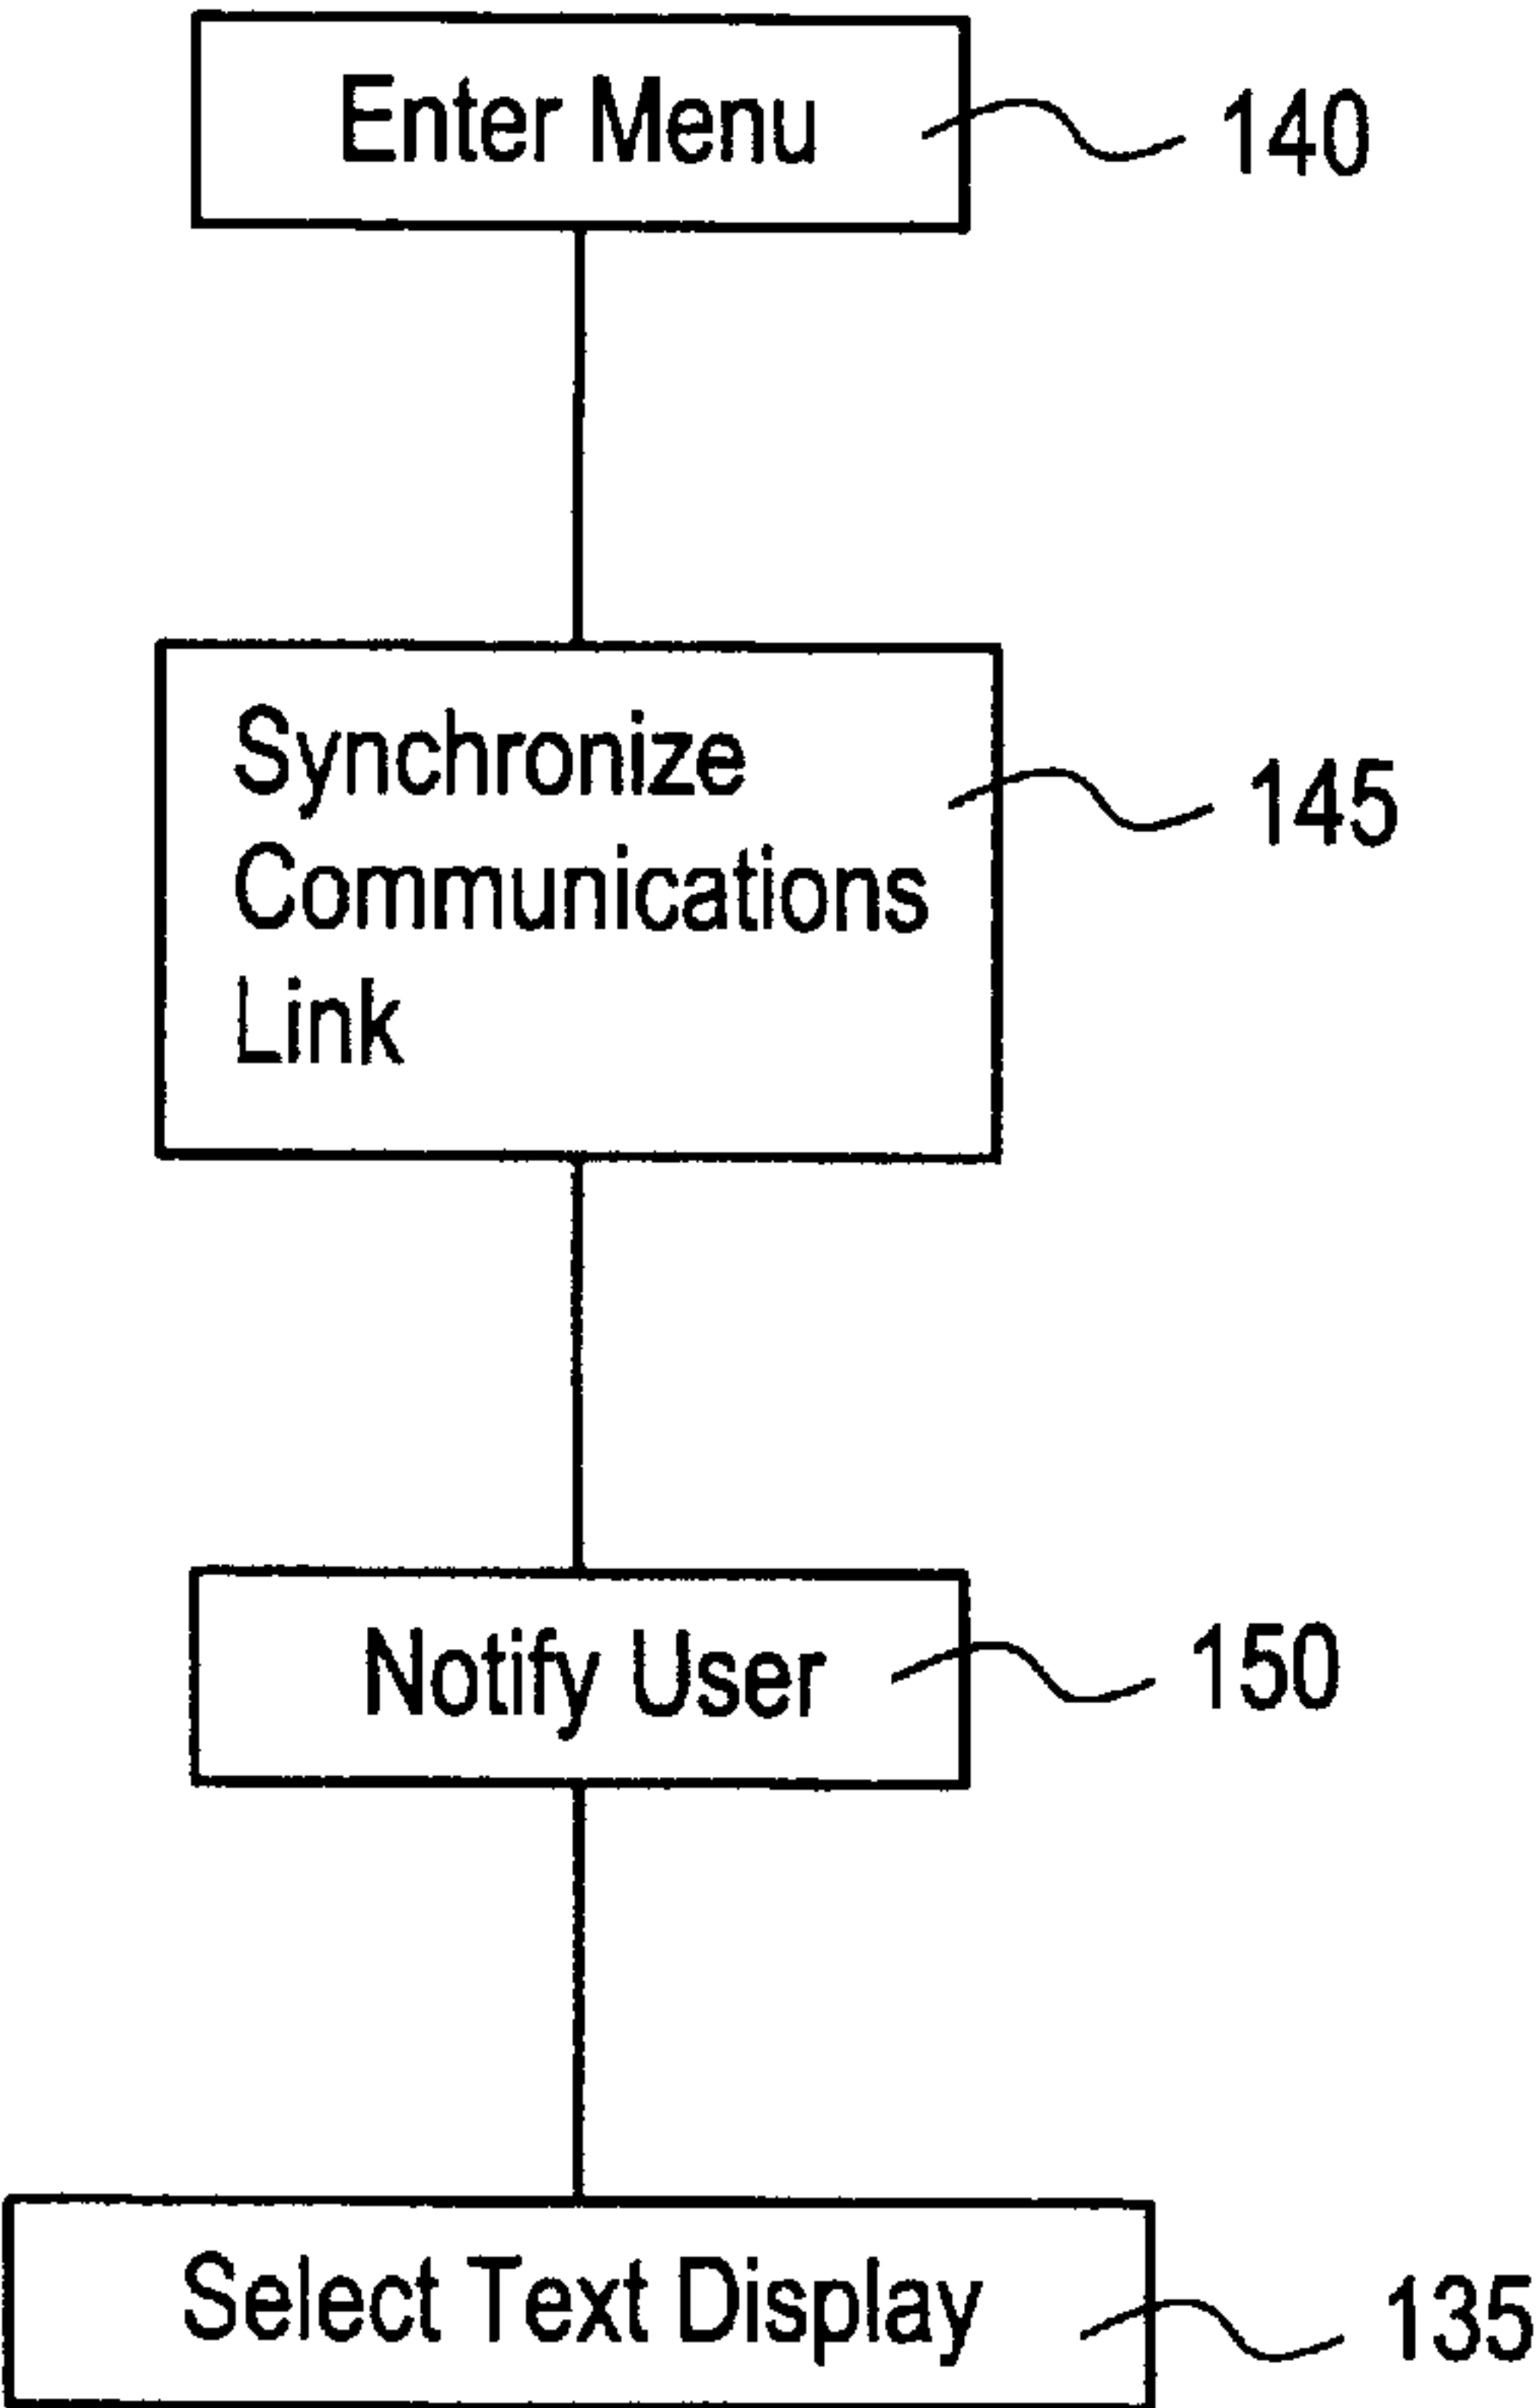 Enter Menu 140
Synchronize 145
Communications
Link
Notify User 150
Select Text Display 135